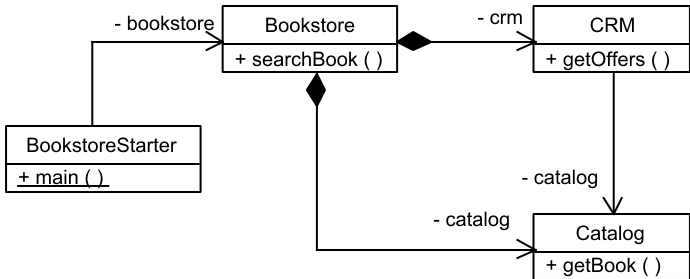 - bookstore
Bookstore
+ searchBook ( )
- crm
CRM
+ getOffers ( )
BookstoreStarter
+ main ( )
- catalog
- catalog
Catalog
+ getBook ( )